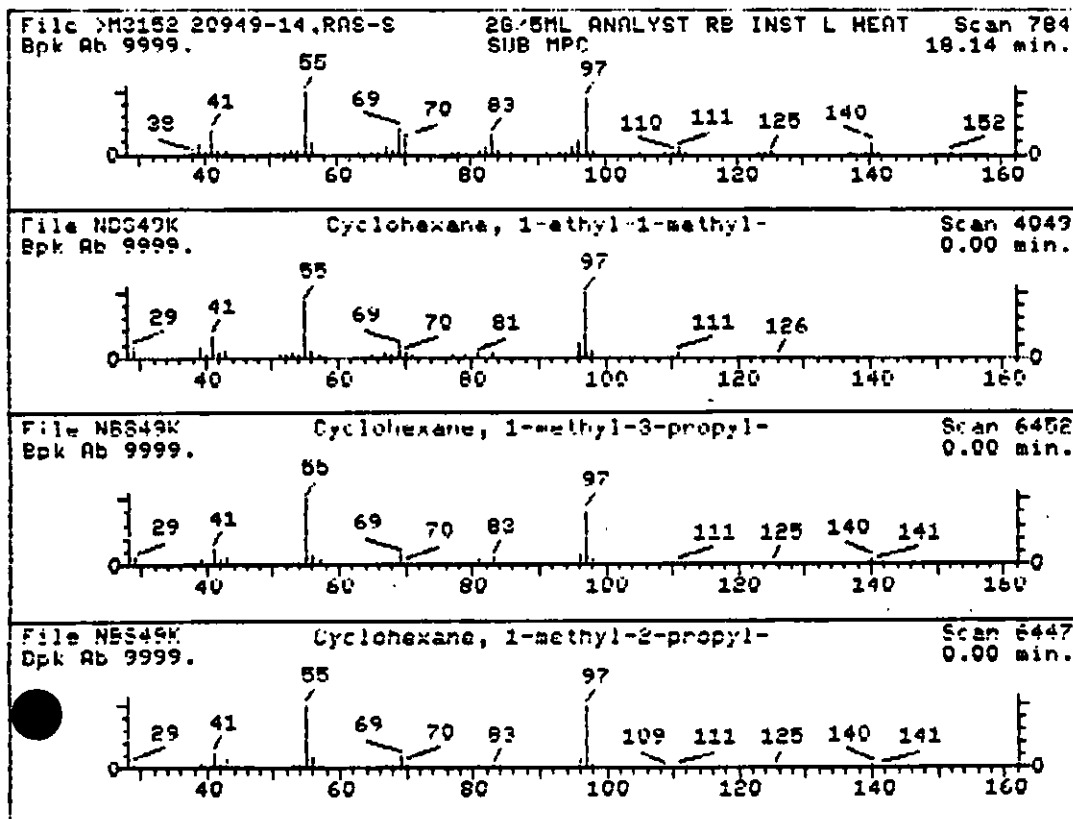 File >M3152 20949-14,RAS-S 2G/5ML ANALYST RB INST L HEAT Scan 784
Bpk Ab 9999. SUB MPC 18.14 min.
55 97
41 69 70 83 111 140
38 110 125 152
0 0
40 60 80 100 120 140 160
File NBS49K Cyclohexane, 1-ethyl-1-methyl- Scan 4049
Bpk Ab 9999. 0.00 min.
55 97
29 41 69 70 81 111 126
0 0
40 60 80 100 120 140 160
File NBS49K Cyclohexane, 1-methyl-3-propyl- Scan 6452
Bpk Ab 9999. 0.00 min.
55 97
29 41 69 70 83 111 125 140 141
0 0
40 60 80 100 120 140 160
File NBS49K Cyclohexane, 1-methyl-2-propyl- Scan 6447
Bpk Ab 9999. 0.00 min.
55 97
29 41 69 70 83 109 111 125 140 141
0 0
40 60 80 100 120 140 160